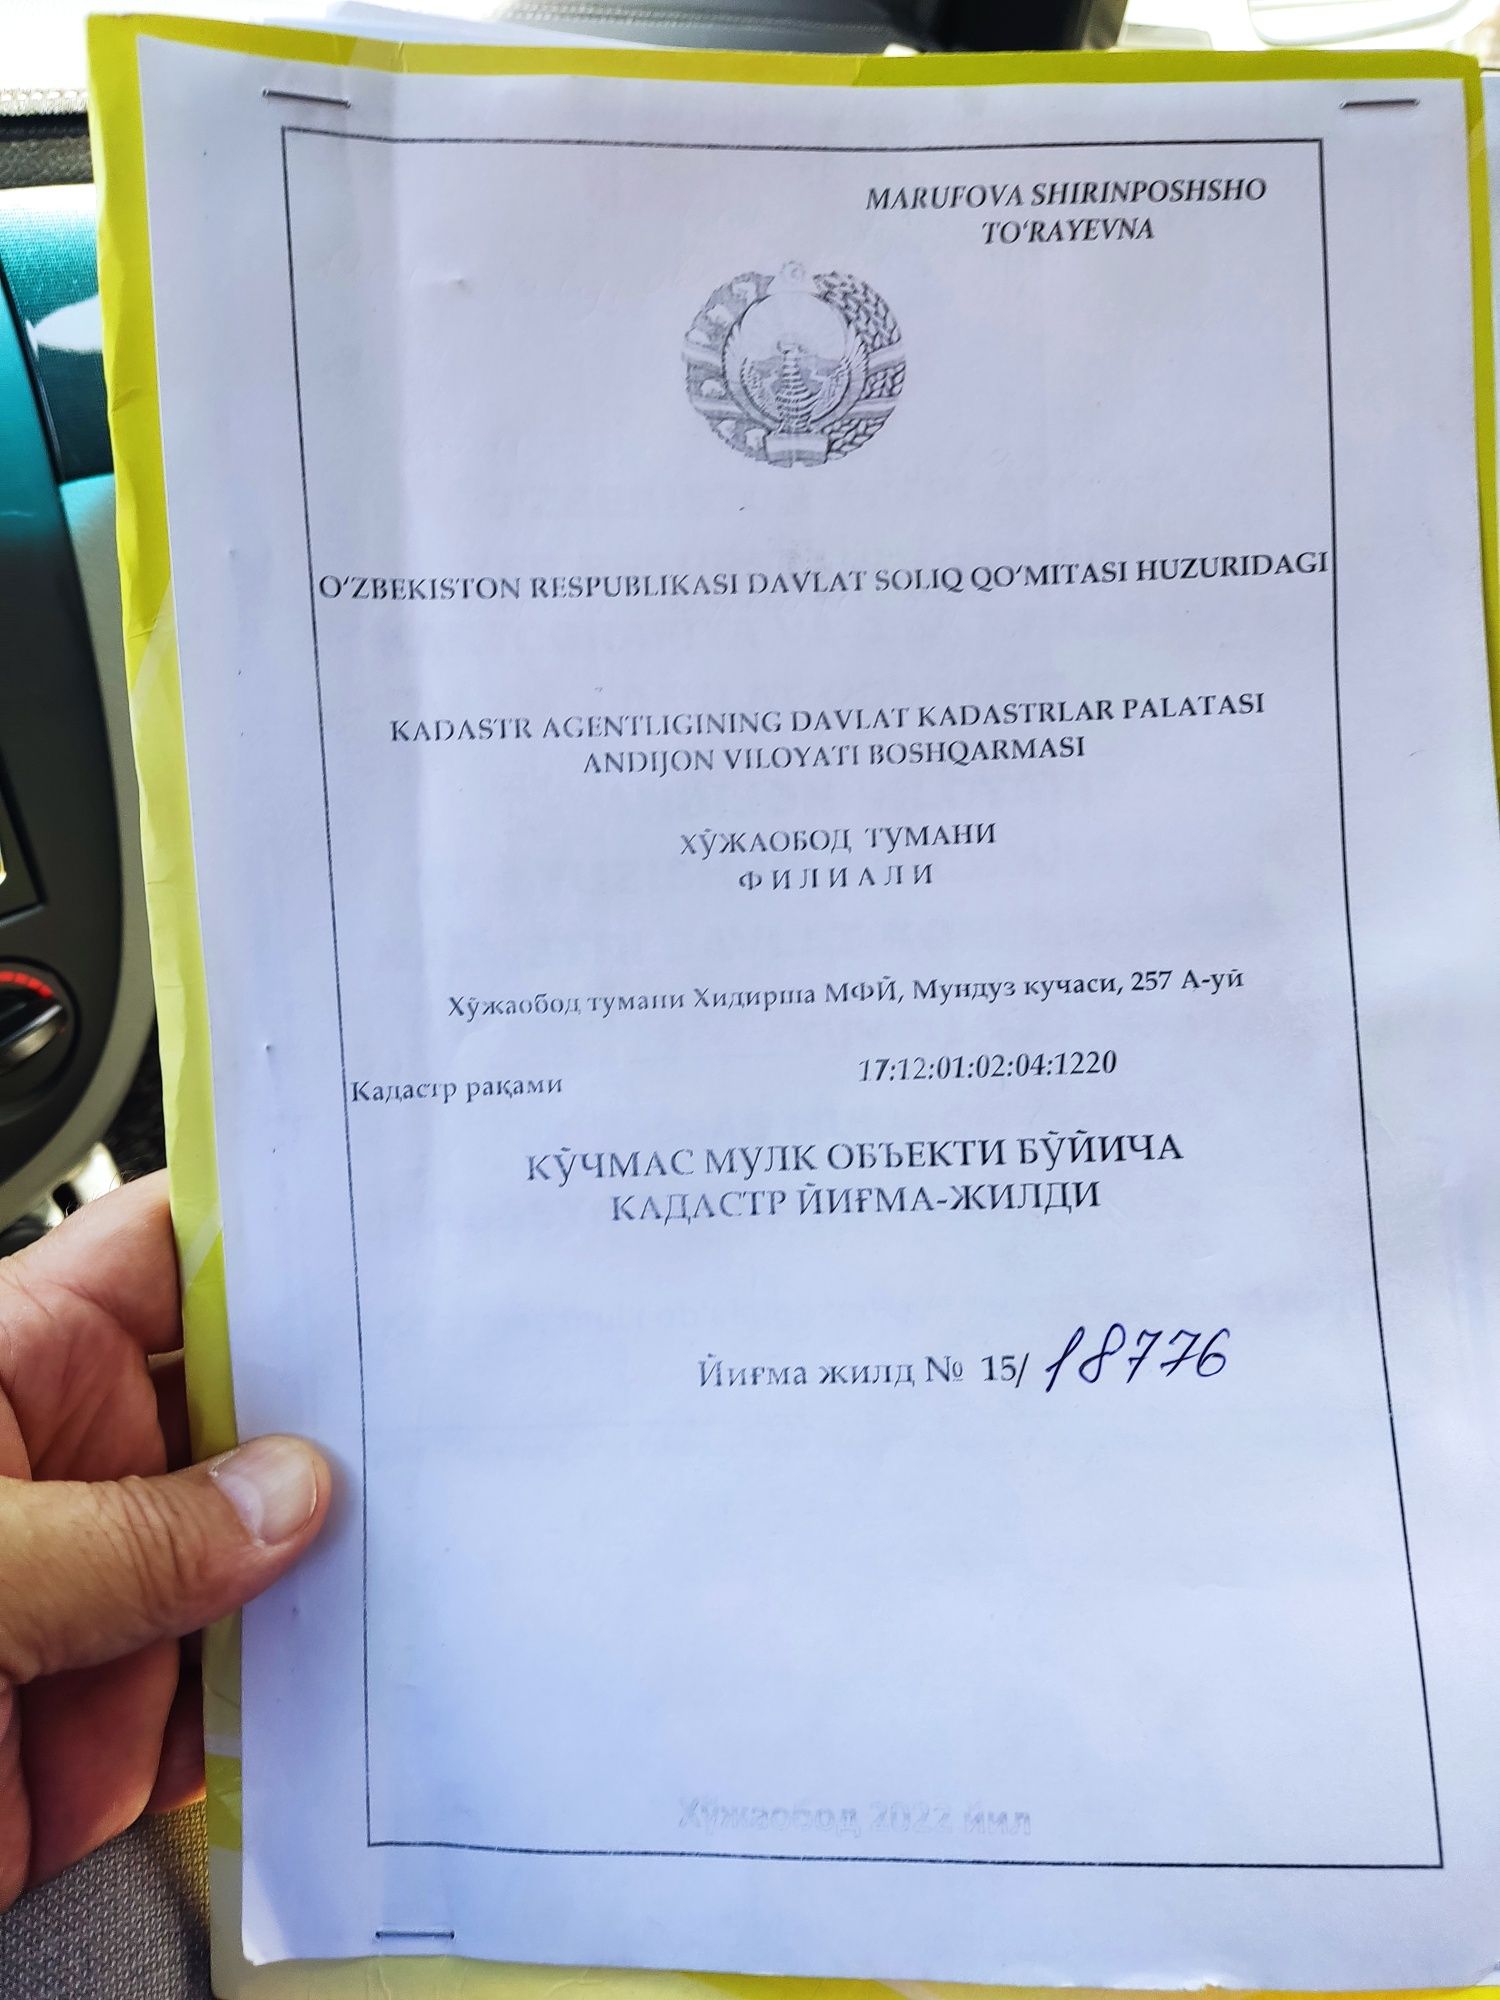 MARUFOVA SHIRINPOSHSHO
TO‘RAYEVNA
O‘ZBEKISTON RESPUBLIKASI DAVLAT SOLIQ QO‘MITASI HUZURIDAGI
KADASTR AGENTLIGINING DAVLAT KADASTRLAR PALATASI
ANDIJON VILOYATI BOSHQARMASI
ХЎЖАОБОД ТУМАНИ
Ф И Л И А Л И
Хўжаобод тумани Хидирша МФЙ, Мундуз кучаси, 257 А-уй
Кадастр рақами 17:12:01:02:04:1220
КЎЧМАС МУЛК ОБЪЕКТИ БЎЙИЧА
КАДАСТР ЙИҒМА-ЖИЛДИ
Йиғма жилд № 15/ 18776
Хўжаобод 2022 йил